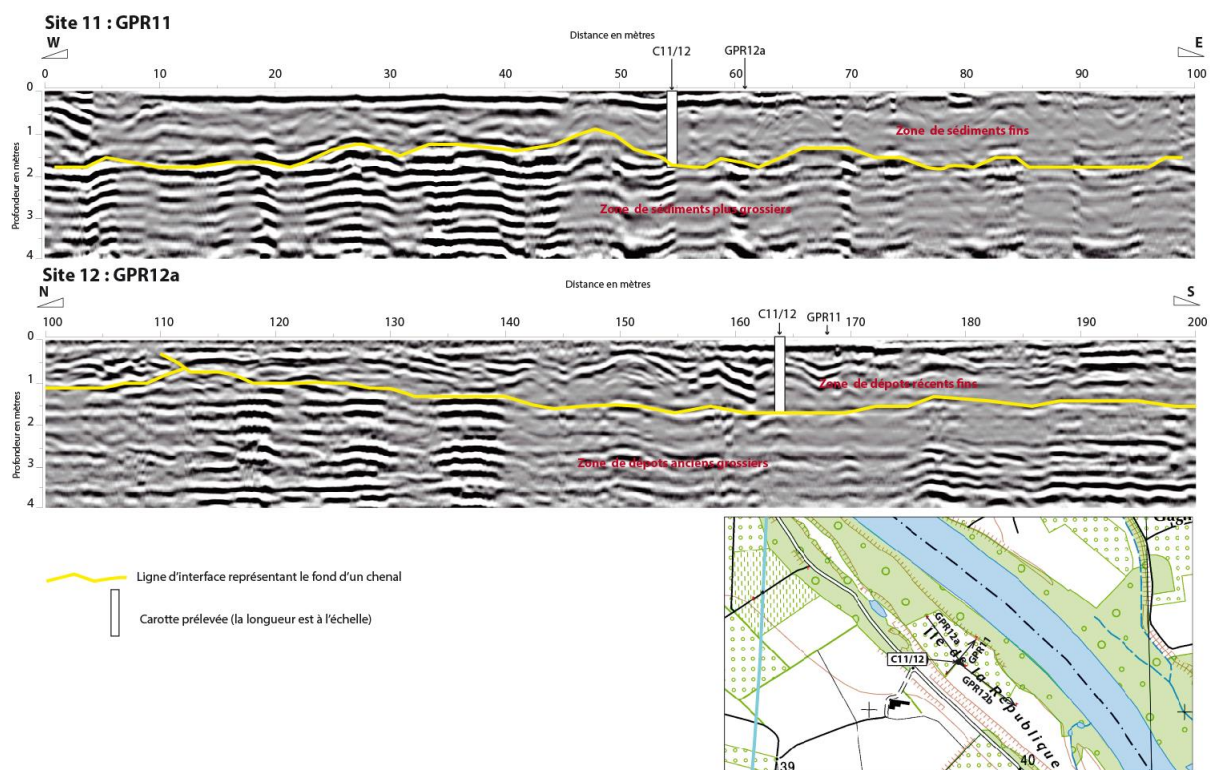 Site 11 : GPR11
Distance en mètres
W
E
C11/12
GPR12a
0 10 20 30 40 50 60 70 80 90 100
Profondeur en mètres
0
1
2
3
4
Zone de sédiments fins
Zone de sédiments plus grossiers
Site 12 : GPR12a
Distance en mètres
N
S
C11/12
GPR11
100 110 120 130 140 150 160 170 180 190 200
Profondeur en mètres
0
1
2
3
4
Zone de dépots récents fins
Zone de dépots anciens grossiers
Ligne d'interface représentant le fond d'un chenal
Carotte prélevée (la longueur est à l'échelle)
GPR12a
GPR11
C11/12
GPR12b
Ile de la République
39
40